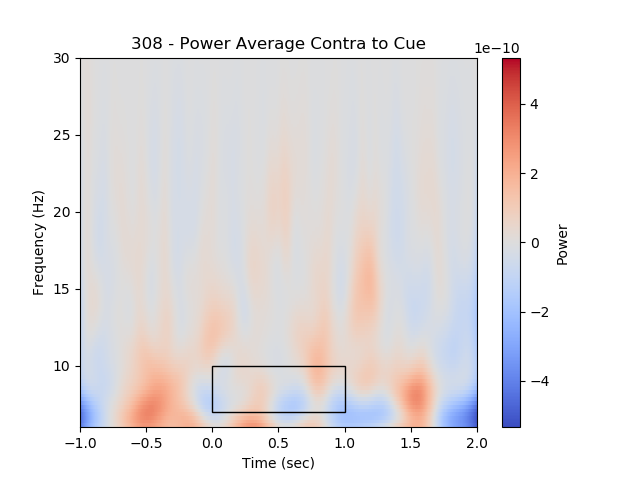 308 - Power Average Contra to Cue
1e−10
30
25
20
15
10
Frequency (Hz)
−1.0 −0.5 0.0 0.5 1.0 1.5 2.0
Time (sec)
4
2
0
−2
−4
Power